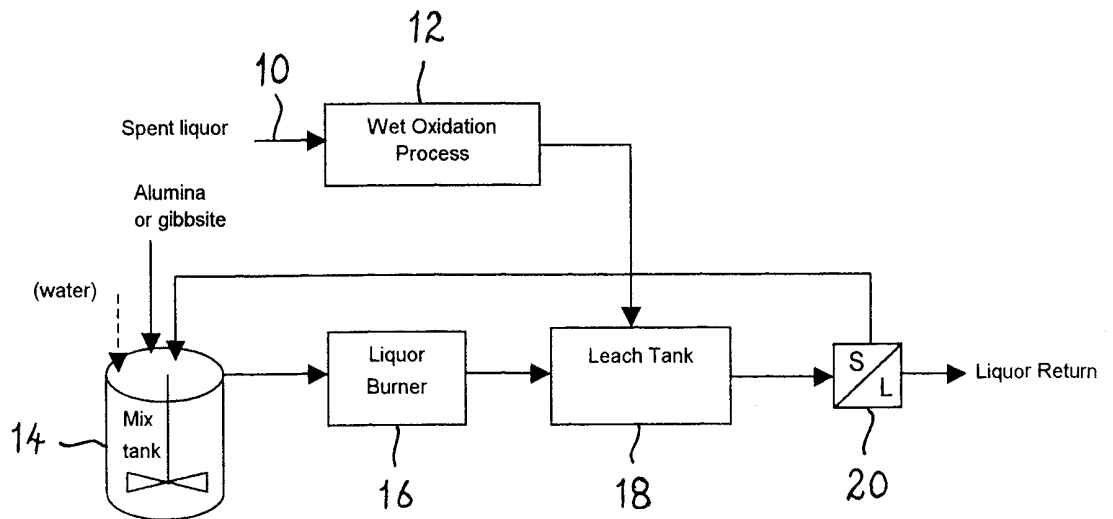 12
10
Spent liquor
Wet Oxidation
Process
Alumina
or gibbsite
(water)
Liquor
Burner
Leach Tank
S
L
Liquor Return
Mix
tank
14
16
18
20